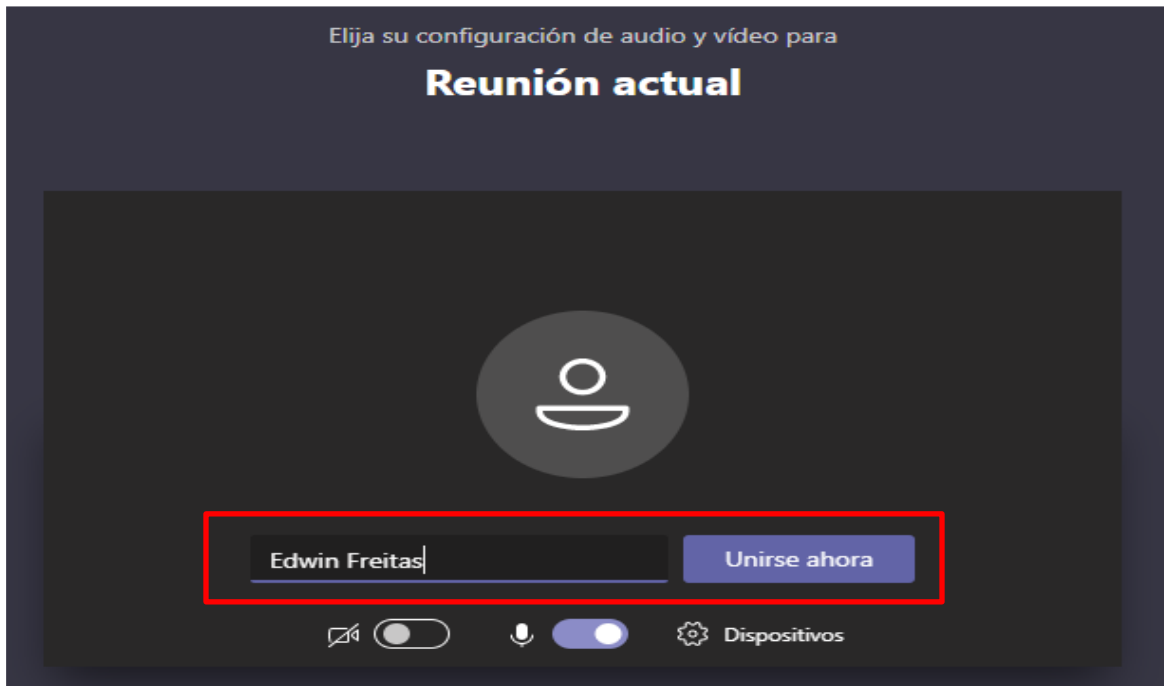 Elija su configuración de audio y vídeo para
Reunión actual
Edwin Freitas
Unirse ahora
Dispositivos